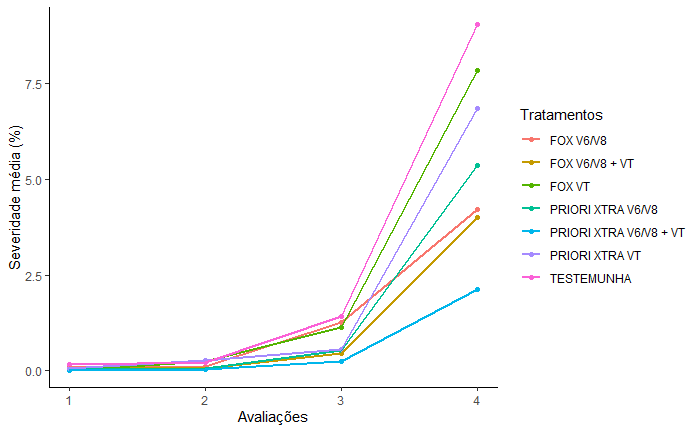 Severidade média (%)
7.5
5.0
2.5
0.0
1
2
3
4
Avaliações
Tratamentos
FOX V6/V8
FOX V6/V8 + VT
FOX VT
PRIORI XTRA V6/V8
PRIORI XTRA V6/V8 + VT
PRIORI XTRA VT
TESTEMUNHA